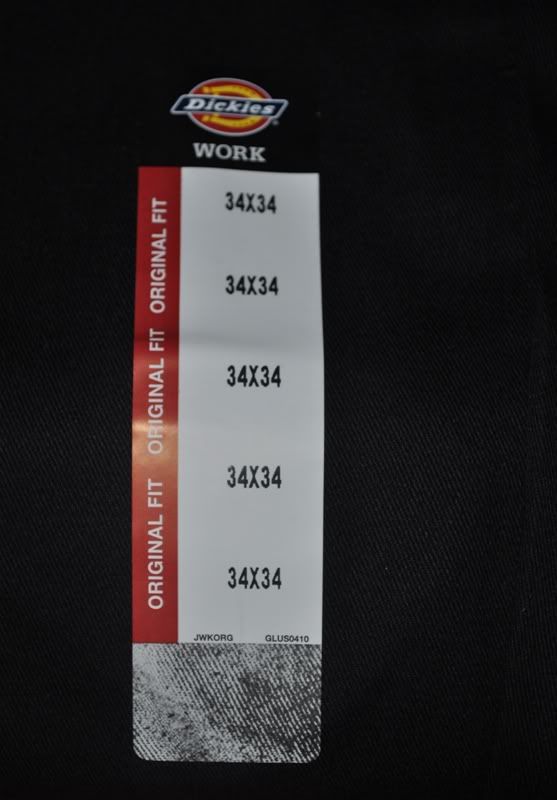 Dickies
WORK
ORIGINAL FIT
ORIGINAL FIT
ORIGINAL FIT
34X34
34X34
34X34
34X34
34X34
JWKORG GLUS0410